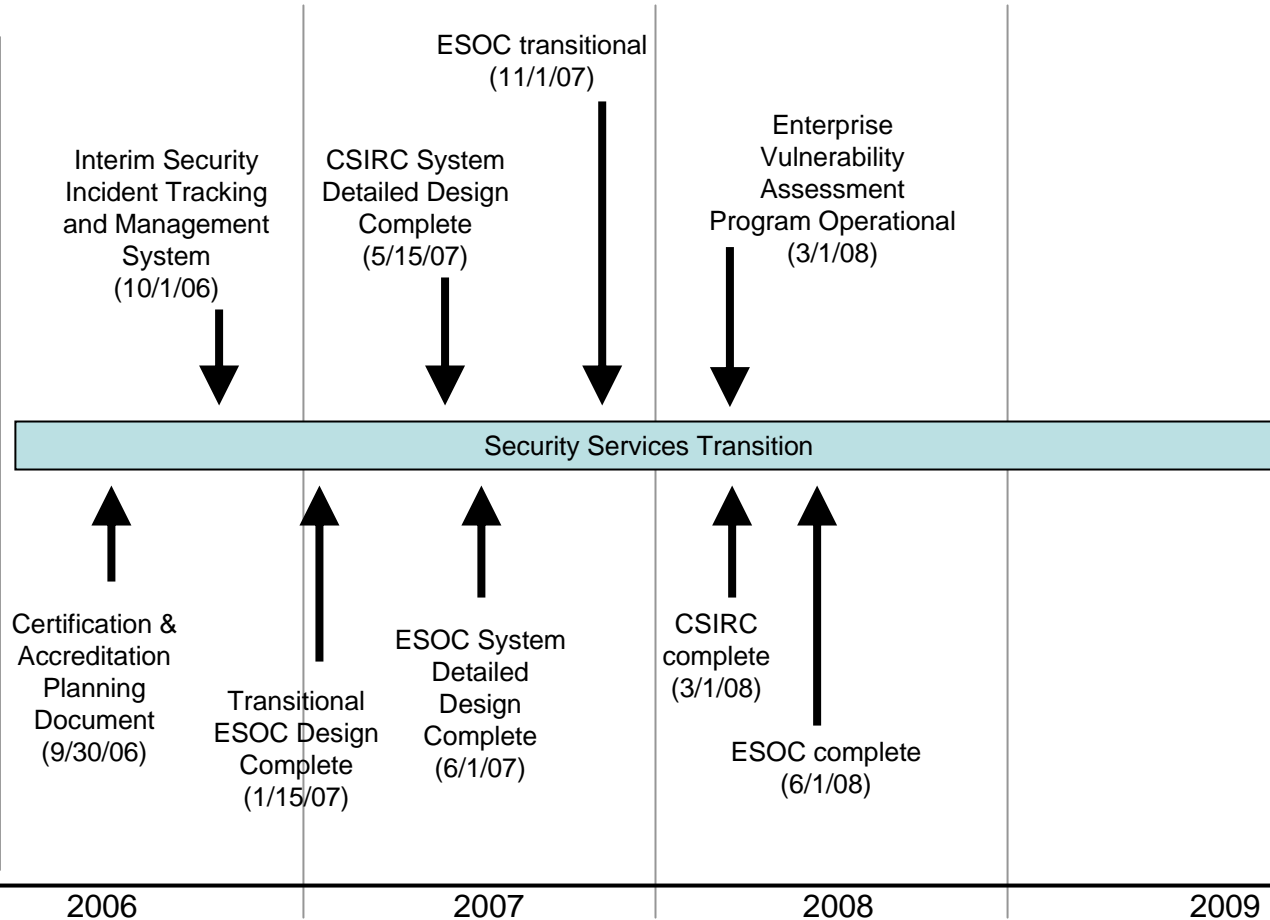 ESOC transitional
(11/1/07)
Enterprise
Vulnerability
Assessment
Program Operational
(3/1/08)
Interim Security
Incident Tracking
and Management
System
(10/1/06)
CSIRC System
Detailed Design
Complete
(5/15/07)
Security Services Transition
Certification &
Accreditation
Planning
Document
(9/30/06)
Transitional
ESOC Design
Complete
(1/15/07)
ESOC System
Detailed
Design
Complete
(6/1/07)
CSIRC
complete
(3/1/08)
ESOC complete
(6/1/08)
2006
2007
2008
2009